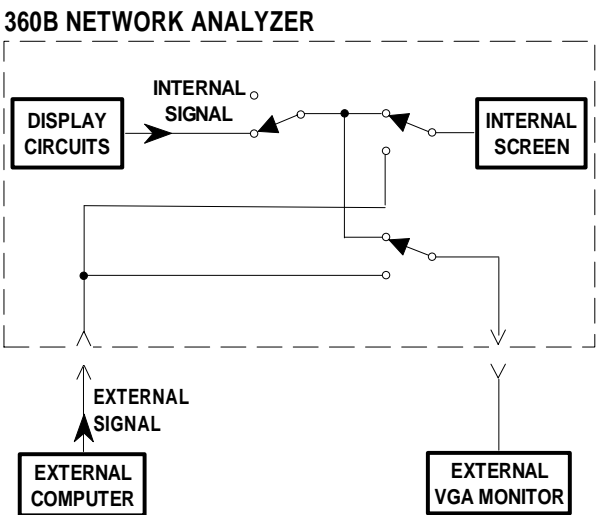 360B NETWORK ANALYZER
INTERNAL
SIGNAL
DISPLAY
CIRCUITS
INTERNAL
SCREEN
EXTERNAL
SIGNAL
EXTERNAL
COMPUTER
EXTERNAL
VGA MONITOR